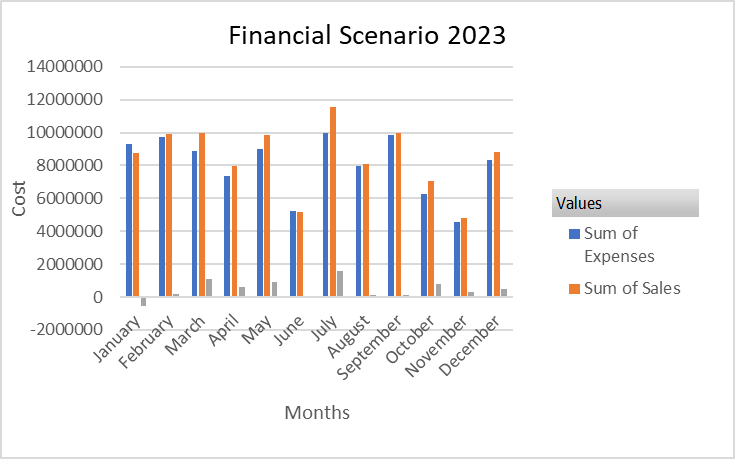 Financial Scenario 2023
14000000
12000000
10000000
8000000
6000000
4000000
2000000
0
-2000000
Cost
January
February
March
April
May
June
July
August
September
October
November
December
Months
Values
Sum of
Expenses
Sum of Sales